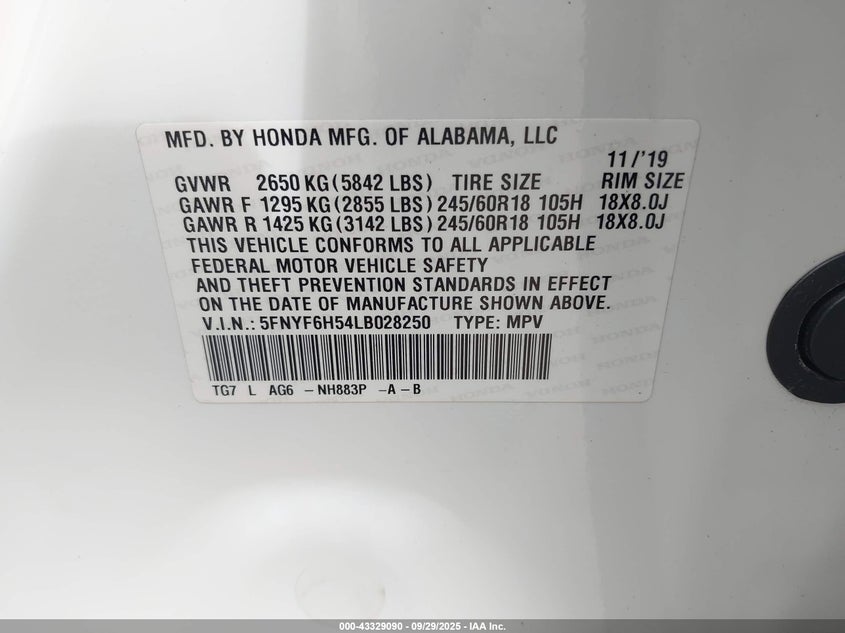 MFD. BY HONDA MFG. OF ALABAMA, LLC
11/'19
GVWR 2650 KG (5842 LBS) TIRE SIZE RIM SIZE
GAWR F 1295 KG (2855 LBS) 245/60R18 105H 18X8.0J
GAWR R 1425 KG (3142 LBS) 245/60R18 105H 18X8.0J
THIS VEHICLE CONFORMS TO ALL APPLICABLE
FEDERAL MOTOR VEHICLE SAFETY
AND THEFT PREVENTION STANDARDS IN EFFECT
ON THE DATE OF MANUFACTURE SHOWN ABOVE.
V.I.N.: 5FNYF6H54LB028250 TYPE: MPV
TG7 L AG6 - NH883P -A-B
000-43329090 - 09/29/2025 - IAA Inc.